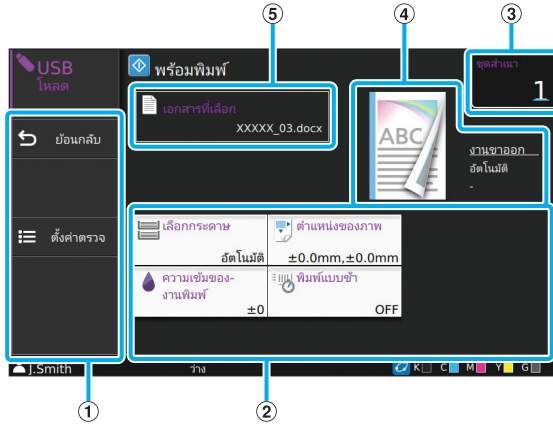 ⑤
④
③
USB
โหลด
พร้อมพิมพ์
ชุดสำเนา
1
เอกสารที่เลือก
XXXXX_03.docx
ABC
ย้อนกลับ
งานขาออก
อัตโนมัติ
-
ตั้งค่าตรวจ
เลือกกระดาษ
อัตโนมัติ
ตำแหน่งของภาพ
±0.0mm,±0.0mm
ความเข้มของ-
งานพิมพ์
±0
พิมพ์แบบช้า
OFF
J.Smith
ว่าง
K C M Y G
①
②